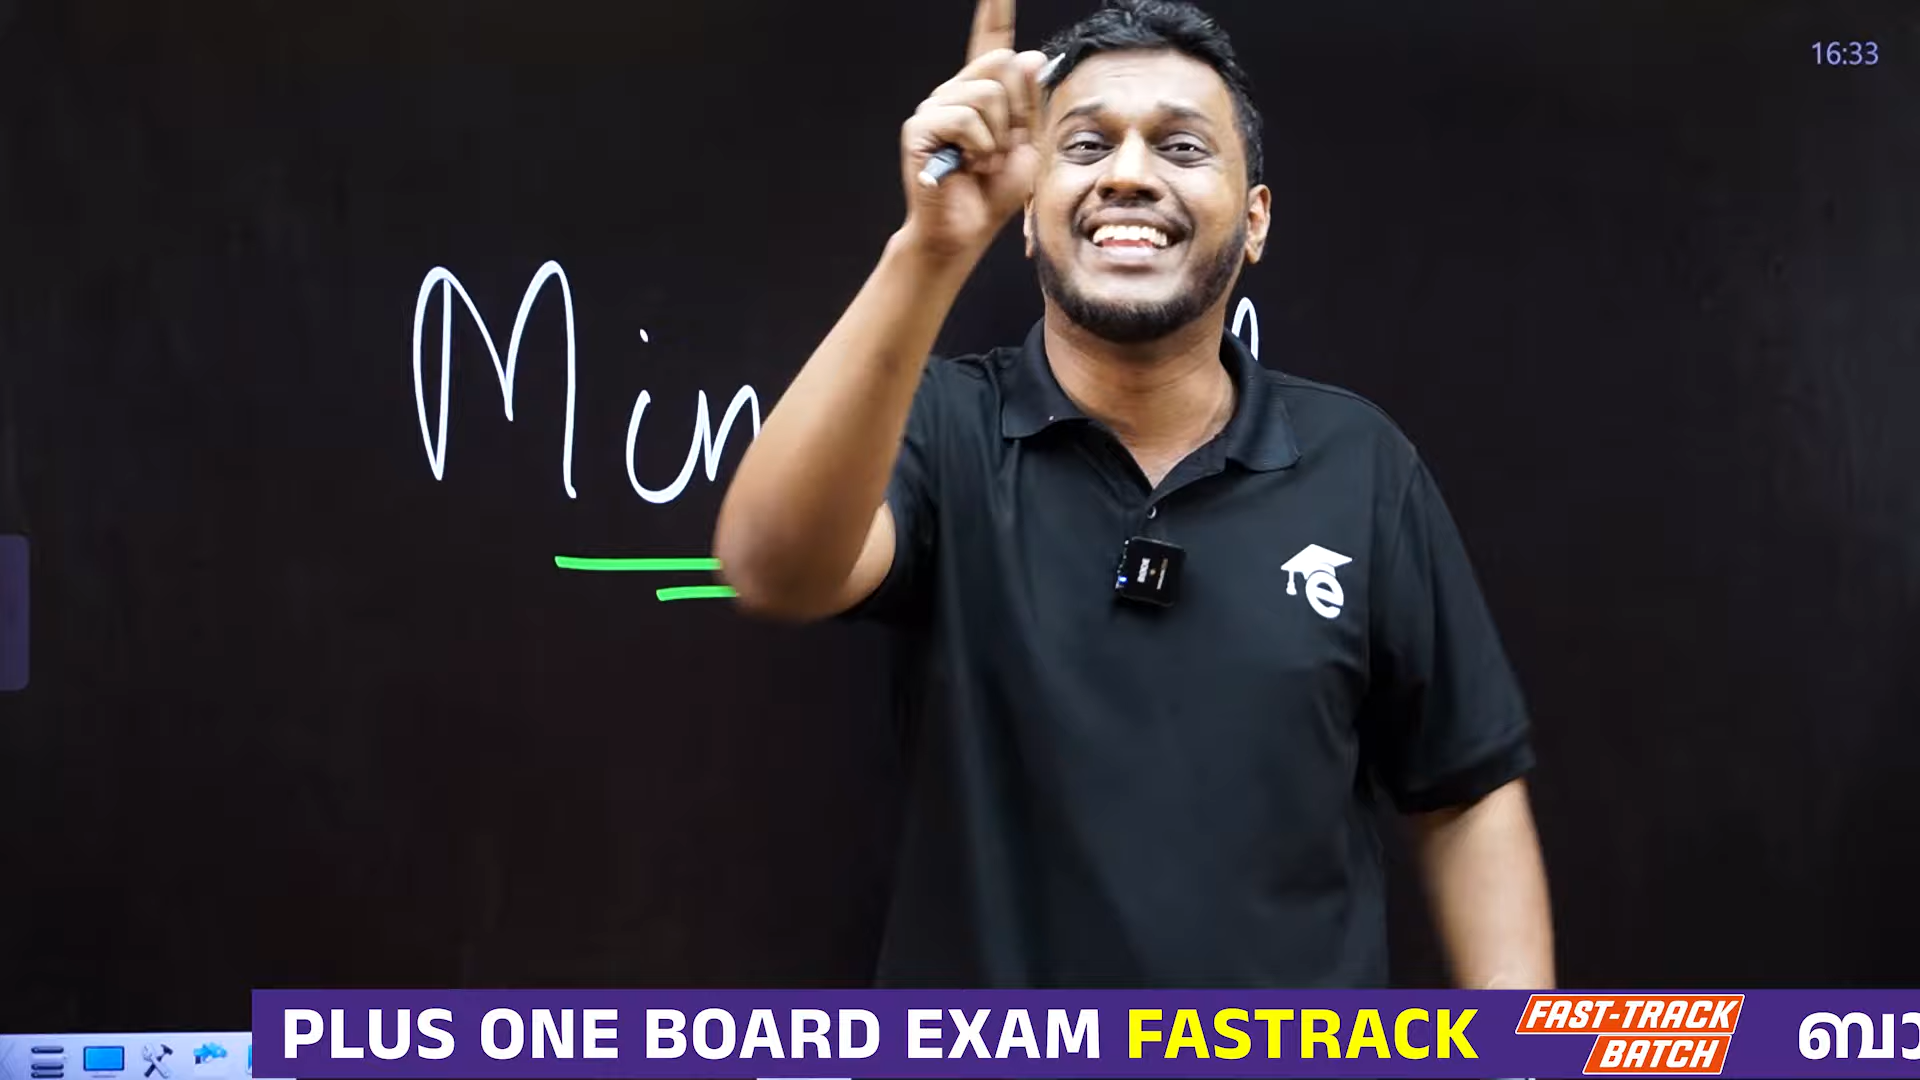 16:33
Min
PLUS ONE BOARD EXAM FASTRACK
FAST-TRACK
BATCH
ബാ